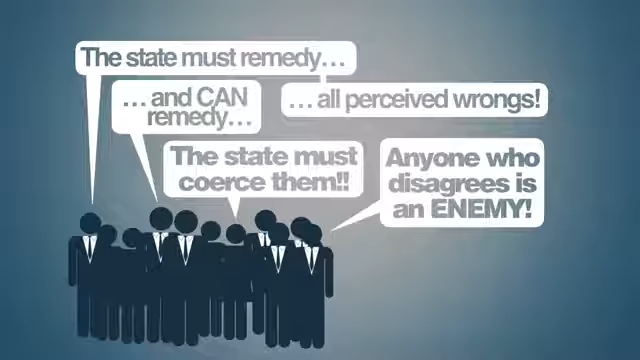 The state must remedy…
… and CAN
remedy…
… all perceived wrongs!
The state must
coerce them!!
Anyone who
disagrees is
an ENEMY!